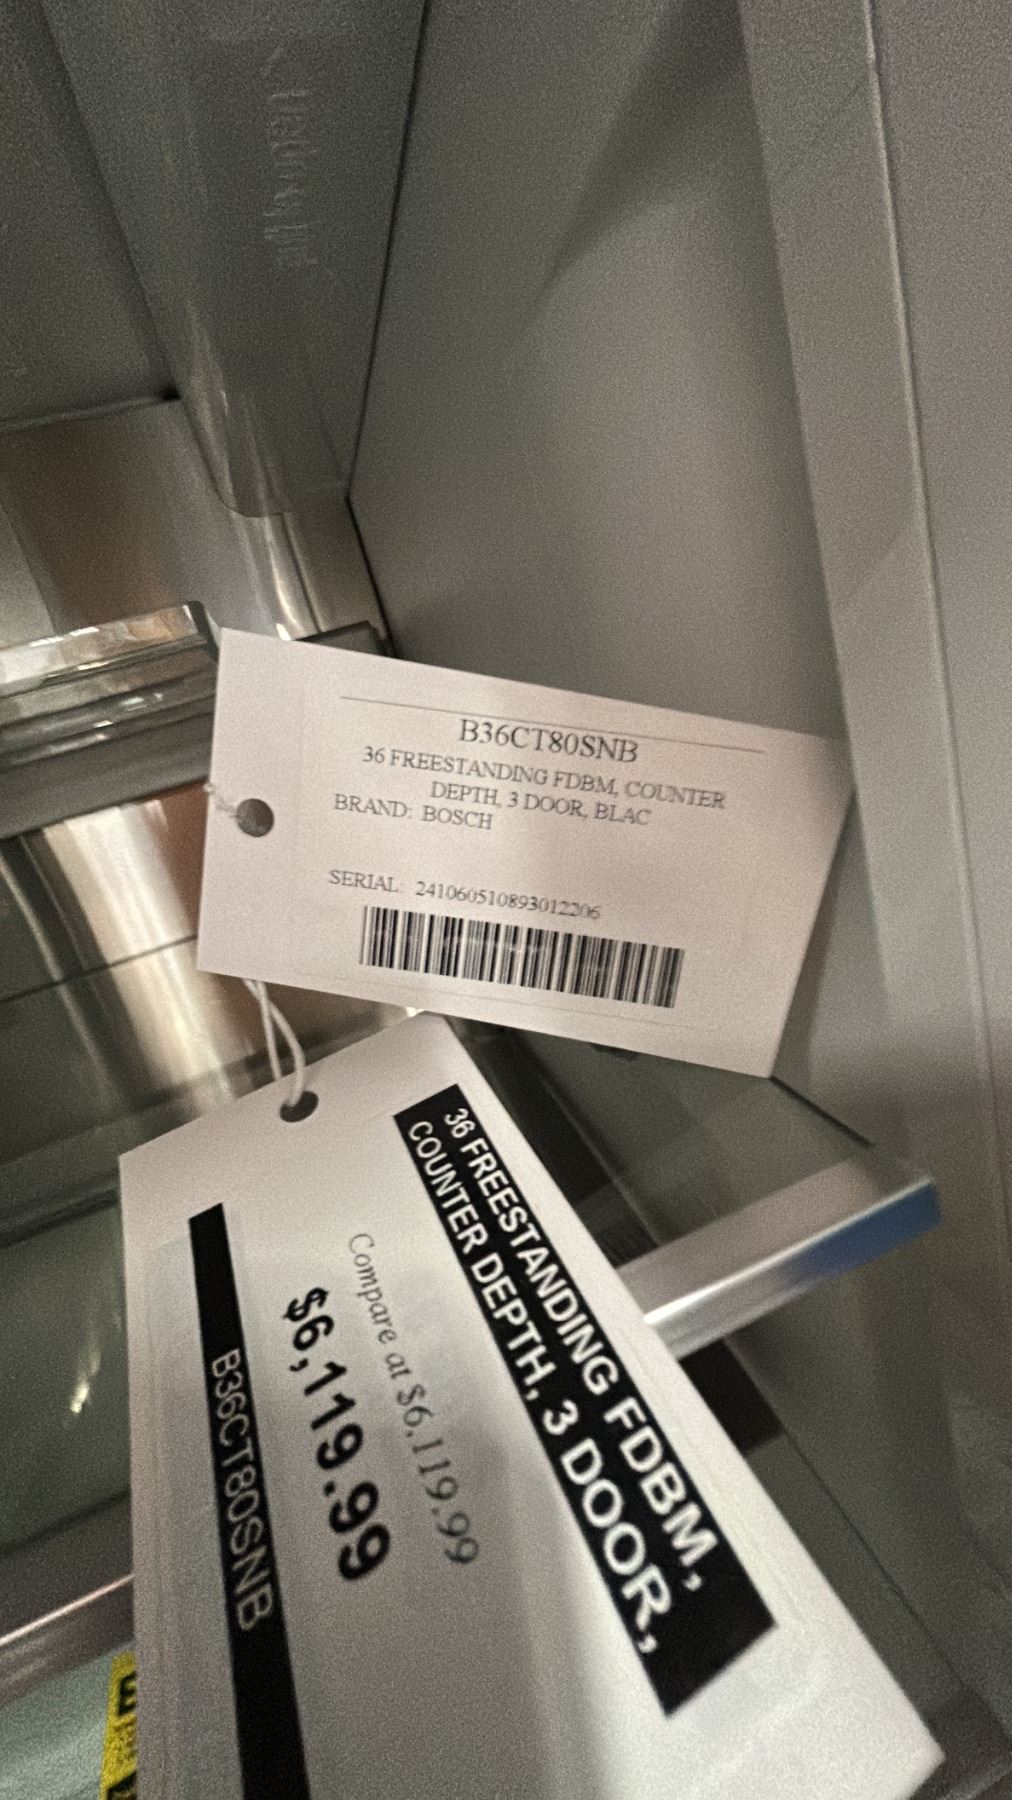 B36CT80SNB
36 FREESTANDING FDBM, COUNTER
DEPTH, 3 DOOR, BLAC
BRAND: BOSCH
SERIAL: 241060510893012206
36 FREESTANDING FDBM,
COUNTER DEPTH, 3 DOOR,
Compare at $6,119.99
$6,119.99
B36CT80SNB